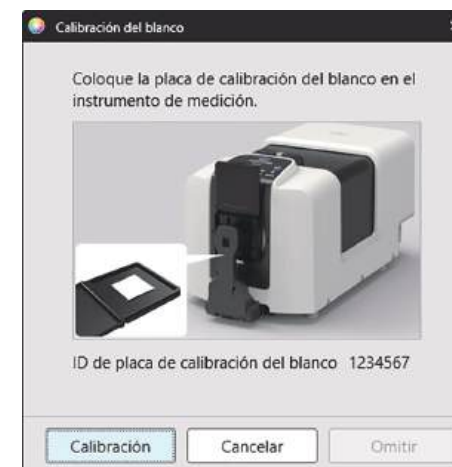 Calibración del blanco
Coloque la placa de calibración del blanco en el
instrumento de medición.
ID de placa de calibración del blanco 1234567
Calibración
Cancelar
Omitir